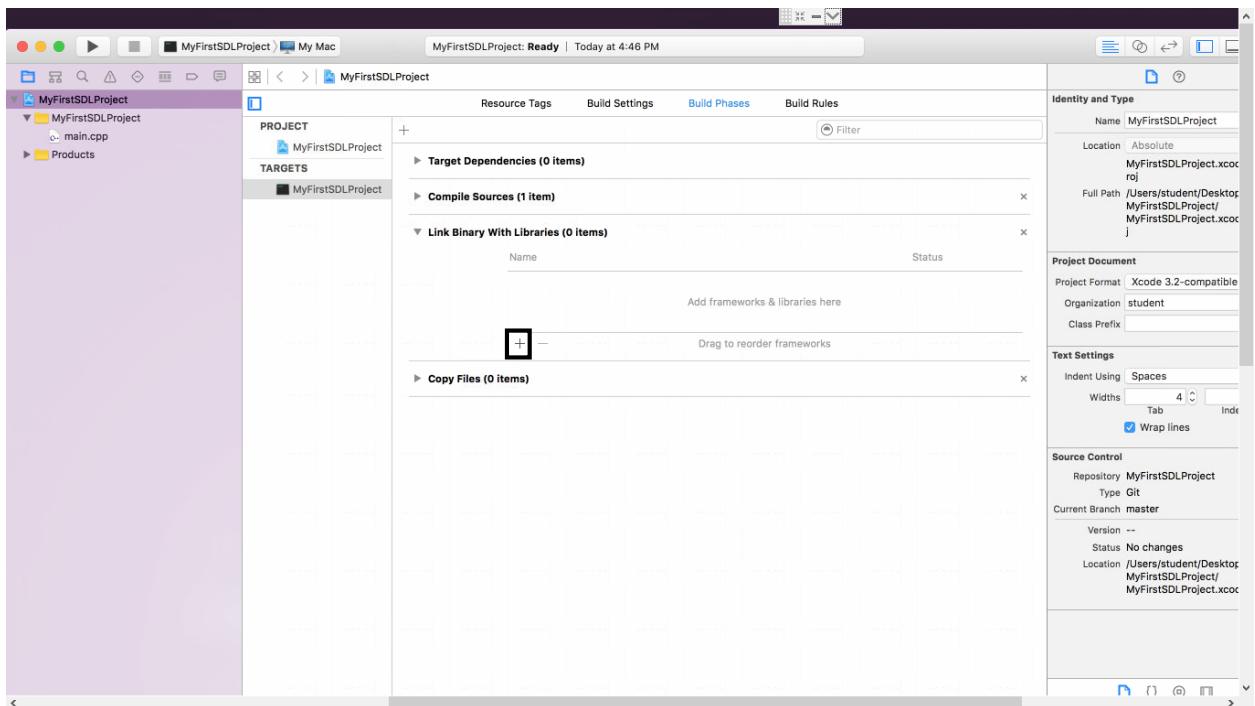 MyFirstSDLProject
My Mac
MyFirstSDLProject: Ready | Today at 4:46 PM
MyFirstSDLProject
MyFirstSDLProject
MyFirstSDLProject
main.cpp
Products
Resource Tags
Build Settings
Build Phases
Build Rules
PROJECT
MyFirstSDLProject
TARGETS
MyFirstSDLProject
Filter
Target Dependencies (0 items)
Compile Sources (1 item)
Link Binary With Libraries (0 items)
Name
Status
Add frameworks & libraries here
Drag to reorder frameworks
Copy Files (0 items)
Identity and Type
Name MyFirstSDLProject
Location Absolute
MyFirstSDLProject.xcoc
roj
Full Path /Users/student/Desktop
MyFirstSDLProject/
MyFirstSDLProject.xcoc
j
Project Document
Project Format Xcode 3.2-compatible
Organization student
Class Prefix
Text Settings
Indent Using Spaces
Widths 4
Tab Inde
Wrap lines
Source Control
Repository MyFirstSDLProject
Type Git
Current Branch master
Version --
Status No changes
Location /Users/student/Desktop
MyFirstSDLProject/
MyFirstSDLProject.xcoc